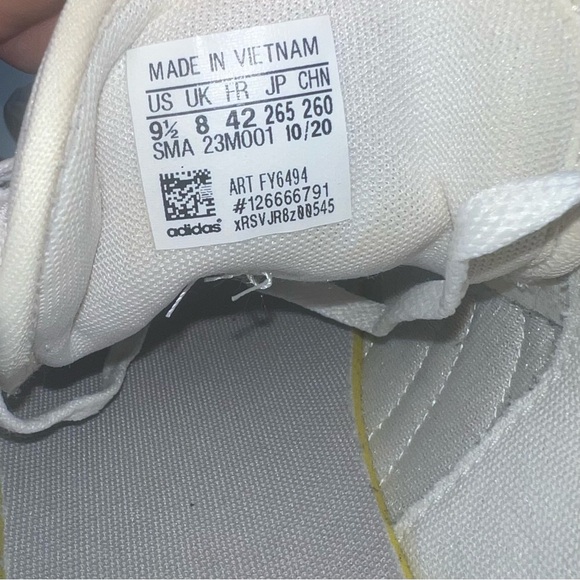 MADE IN VIETNAM
US UK FR JP CHN
9½ 8 42 265 260
SMA 23M001 10/20
ART FY6494
#126666791
xRSVJR8z00545
adidas